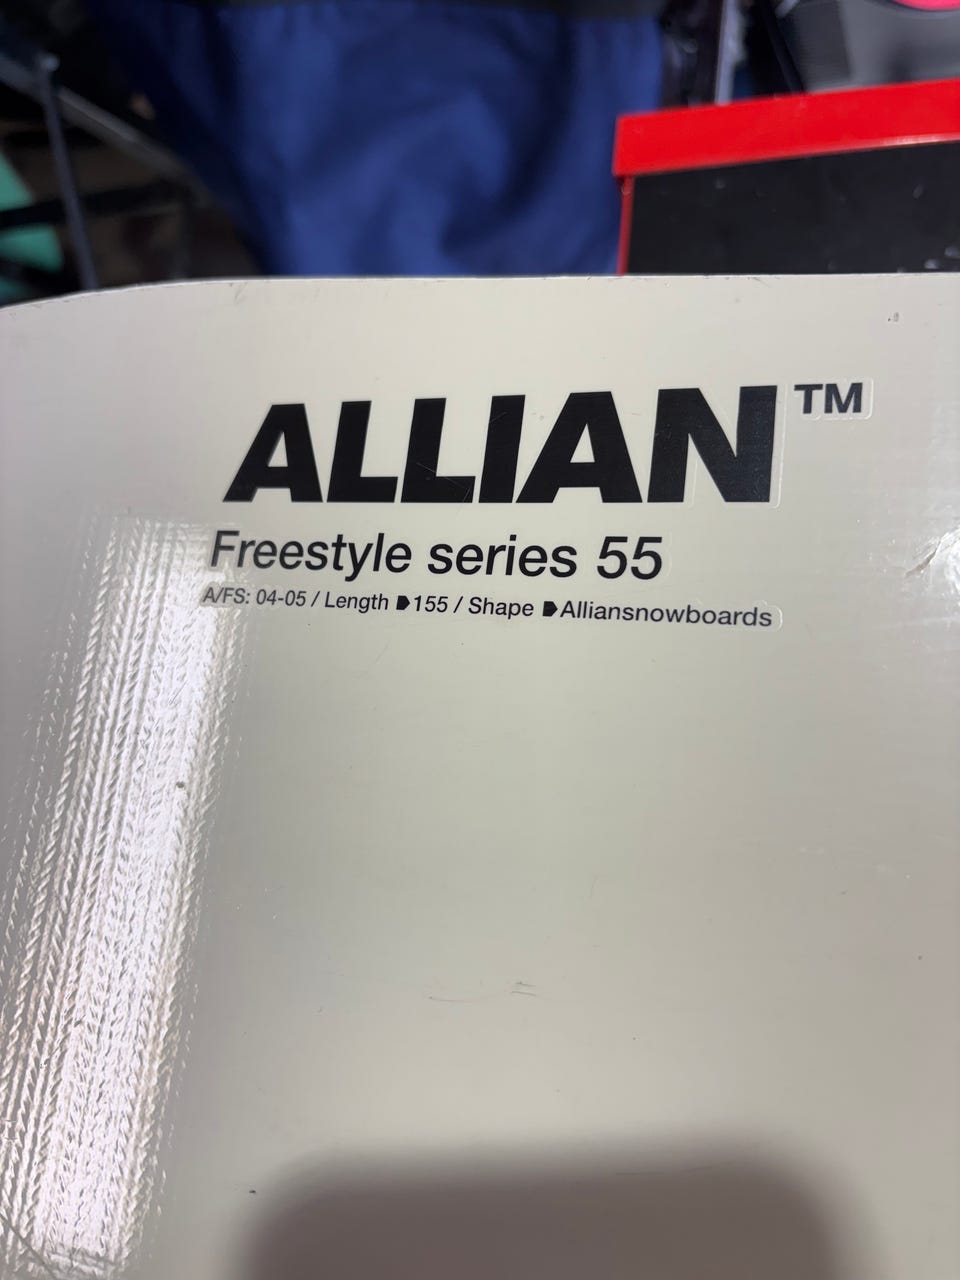 ALLIAN™
Freestyle series 55
A/FS: 04-05 / Length ▶155 / Shape ▶Alliansnowboards